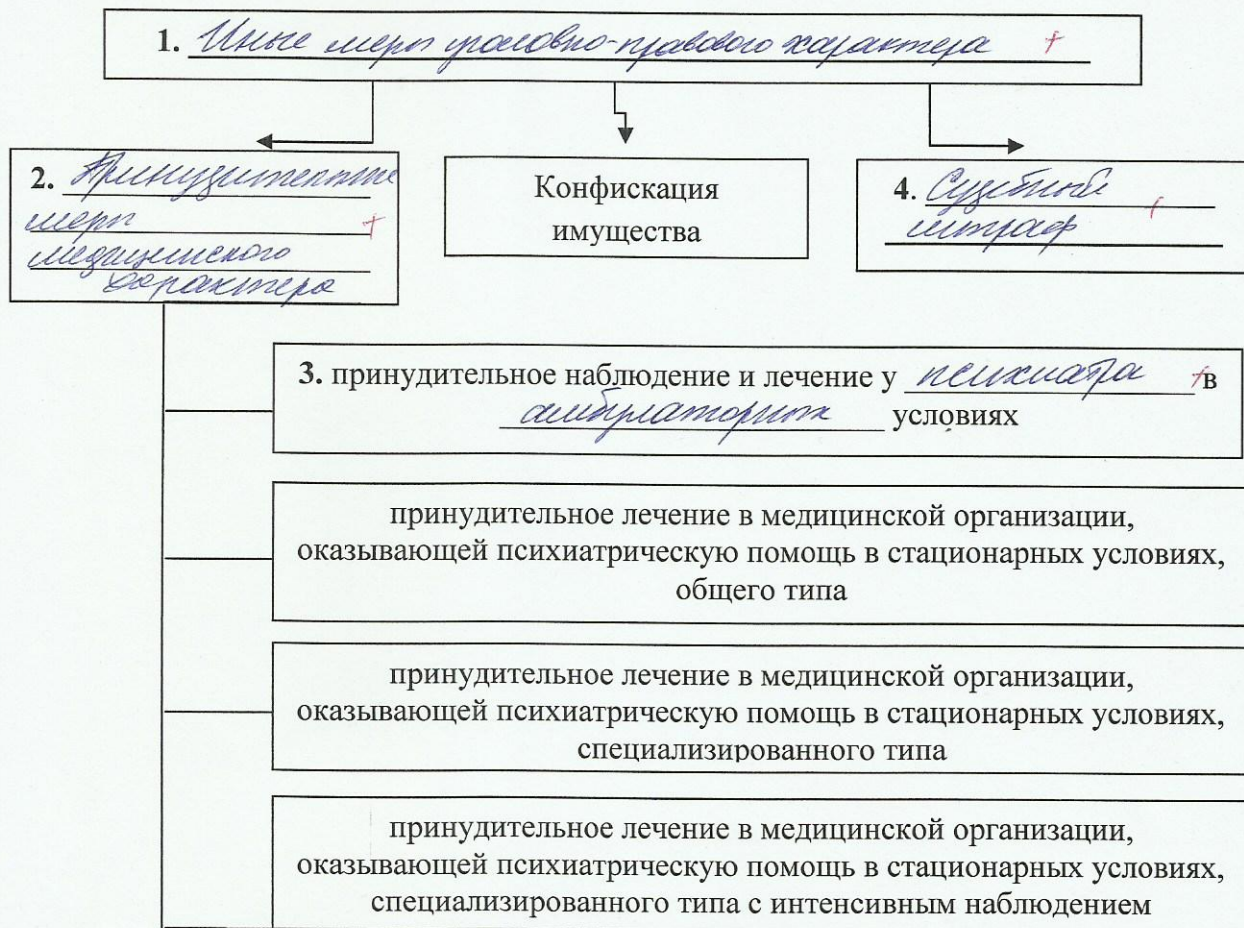 1. Иные меры уголовно-правового характера +
2. Принудительные
меры +
медицинского
характера
Конфискация
имущества
4. Судебный +
штраф
3. принудительное наблюдение и лечение у психиатра + в
амбулаторных условиях
принудительное лечение в медицинской организации,
оказывающей психиатрическую помощь в стационарных условиях,
общего типа
принудительное лечение в медицинской организации,
оказывающей психиатрическую помощь в стационарных условиях,
специализированного типа
принудительное лечение в медицинской организации,
оказывающей психиатрическую помощь в стационарных условиях,
специализированного типа с интенсивным наблюдением